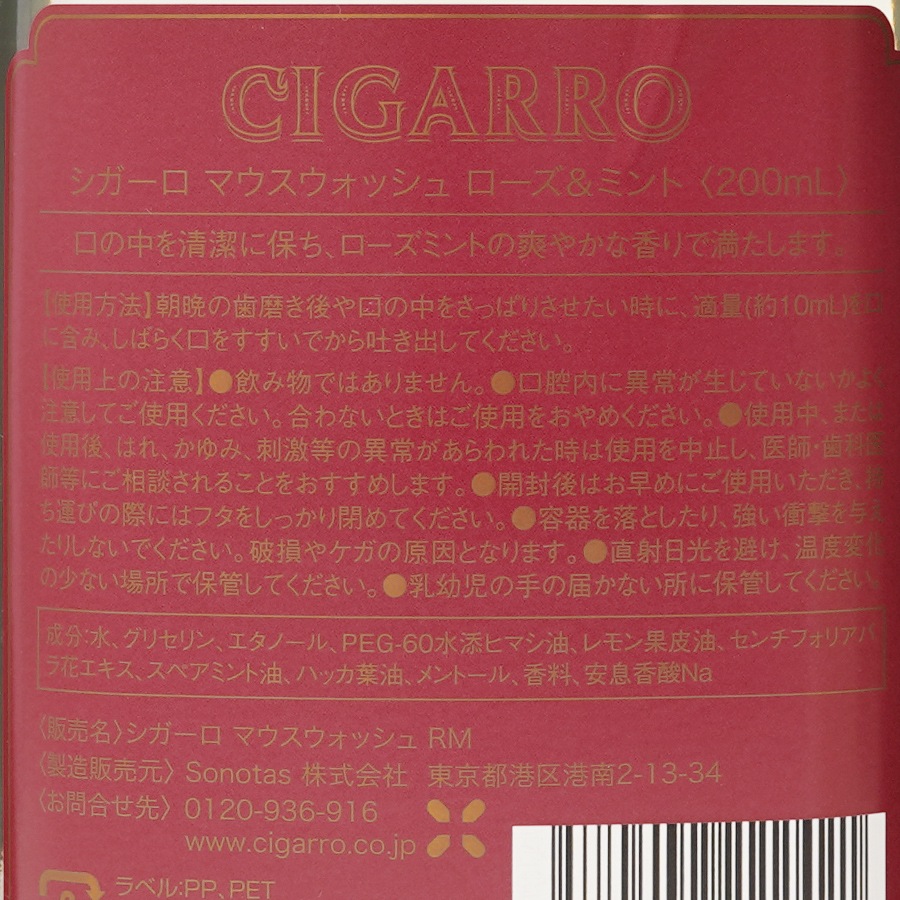 CIGARRO
シガーロ マウスウォッシュ ローズ&ミント 〈200mL〉
口の中を清潔に保ち、ローズミントの爽やかな香りで満たします。
【使用方法】朝晩の歯磨き後や口の中をさっぱりさせたい時に、適量(約10mL)を口
に含み、しばらく口をすすいでから吐き出してください。
【使用上の注意】●飲み物ではありません。●口腔内に異常が生じていないかよく
注意してご使用ください。合わないときはご使用をおやめください。●使用中、または
使用後、はれ、かゆみ、刺激等の異常があらわれた時は使用を中止し、医師・歯科医
師等にご相談されることをおすすめします。●開封後はお早めにご使用いただき、持
ち運びの際にはフタをしっかり閉めてください。●容器を落としたり、強い衝撃を与え
たりしないでください。破損やケガの原因となります。●直射日光を避け、温度変化
の少ない場所で保管してください。●乳幼児の手の届かない所に保管してください。
成分:水、グリセリン、エタノール、PEG-60水添ヒマシ油、レモン果皮油、センチフォリアバ
ラ花エキス、スペアミント油、ハッカ葉油、メントール、香料、安息香酸Na
〈販売名〉シガーロ マウスウォッシュ RM
〈製造販売元〉 Sonotas 株式会社 東京都港区港南2-13-34
〈お問合せ先〉 0120-936-916
www.cigarro.co.jp
ラベル:PP、PET